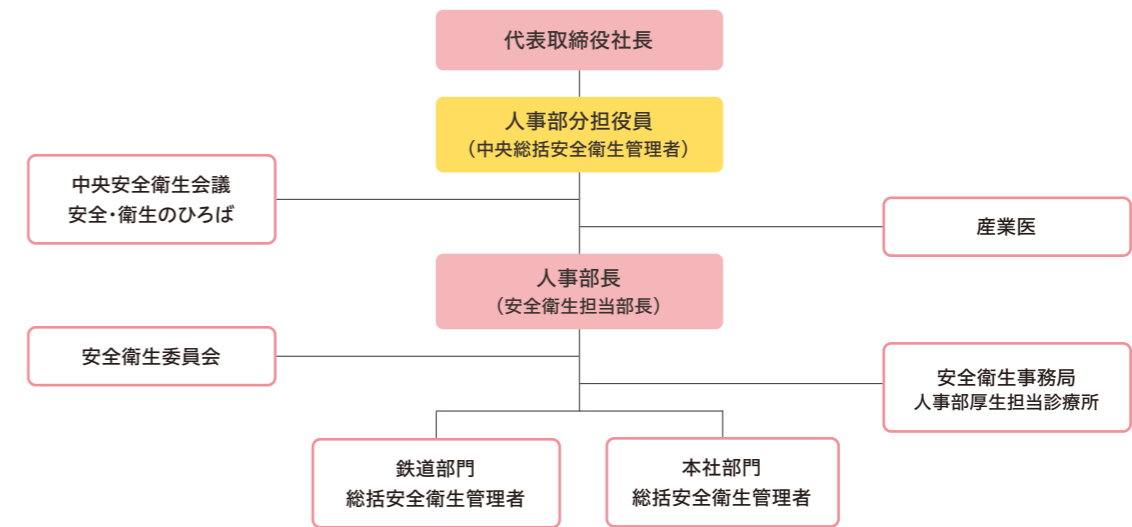 代表取締役社長
人事部分担役員
（中央総括安全衛生管理者）
中央安全衛生会議
安全・衛生のひろば
産業医
人事部長
（安全衛生担当部長）
安全衛生委員会
安全衛生事務局
人事部厚生担当診療所
鉄道部門
総括安全衛生管理者
本社部門
総括安全衛生管理者